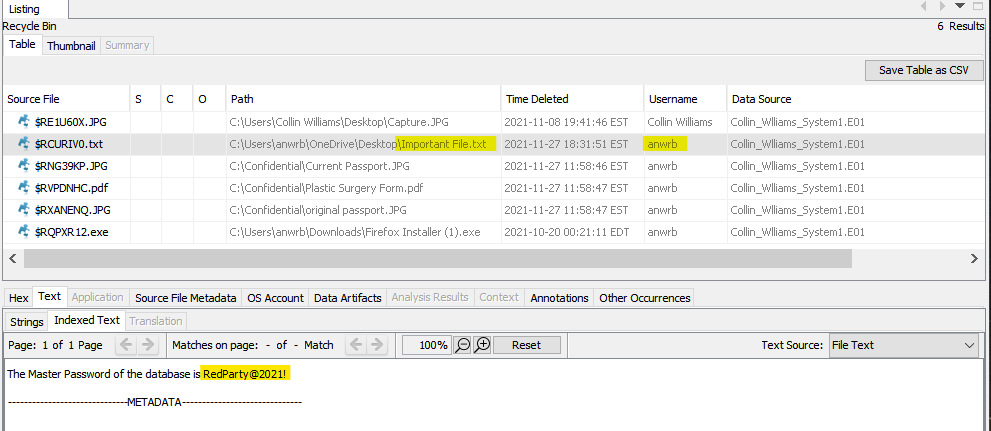 Listing
Recycle Bin 6 Results
Table Thumbnail Summary
Save Table as CSV
Source File S C O Path Time Deleted Username Data Source
$RE1U60X.JPG C:\Users\Collin Williams\Desktop\Capture.JPG 2021-11-08 19:41:46 EST Collin Williams Collin_Wlliams_System1.E01
$RCURIV0.txt C:\Users\anwrb\OneDrive\Desktop\Important File.txt 2021-11-27 18:31:51 EST anwrb Collin_Wlliams_System1.E01
$RNG39KP.JPG C:\Confidential\Current Passport.JPG 2021-11-27 11:58:46 EST anwrb Collin_Wlliams_System1.E01
$RVPDNHC.pdf C:\Confidential\Plastic Surgery Form.pdf 2021-11-27 11:58:47 EST anwrb Collin_Wlliams_System1.E01
$RXANENQ.JPG C:\Confidential\original passport.JPG 2021-11-27 11:58:47 EST anwrb Collin_Wlliams_System1.E01
$RQPXR12.exe C:\Users\anwrb\Downloads\Firefox Installer (1).exe 2021-10-20 00:21:11 EDT anwrb Collin_Wlliams_System1.E01
Hex Text Application Source File Metadata OS Account Data Artifacts Analysis Results Context Annotations Other Occurrences
Strings Indexed Text Translation
Page: 1 of 1 Page Matches on page: - of - Match 100% Reset Text Source: File Text
The Master Password of the database is RedParty@2021!
------------------------------METADATA------------------------------